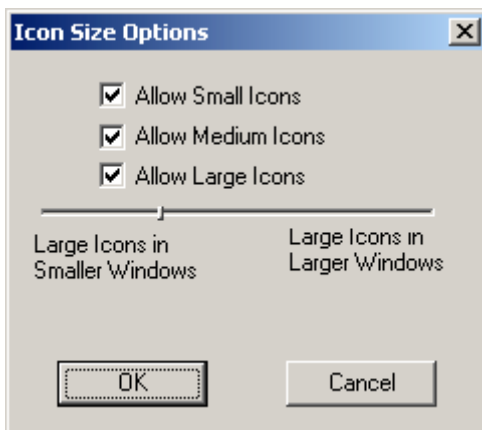 Icon Size Options
Allow Small Icons
Allow Medium Icons
Allow Large Icons
Large Icons in
Smaller Windows
Large Icons in
Larger Windows
OK
Cancel